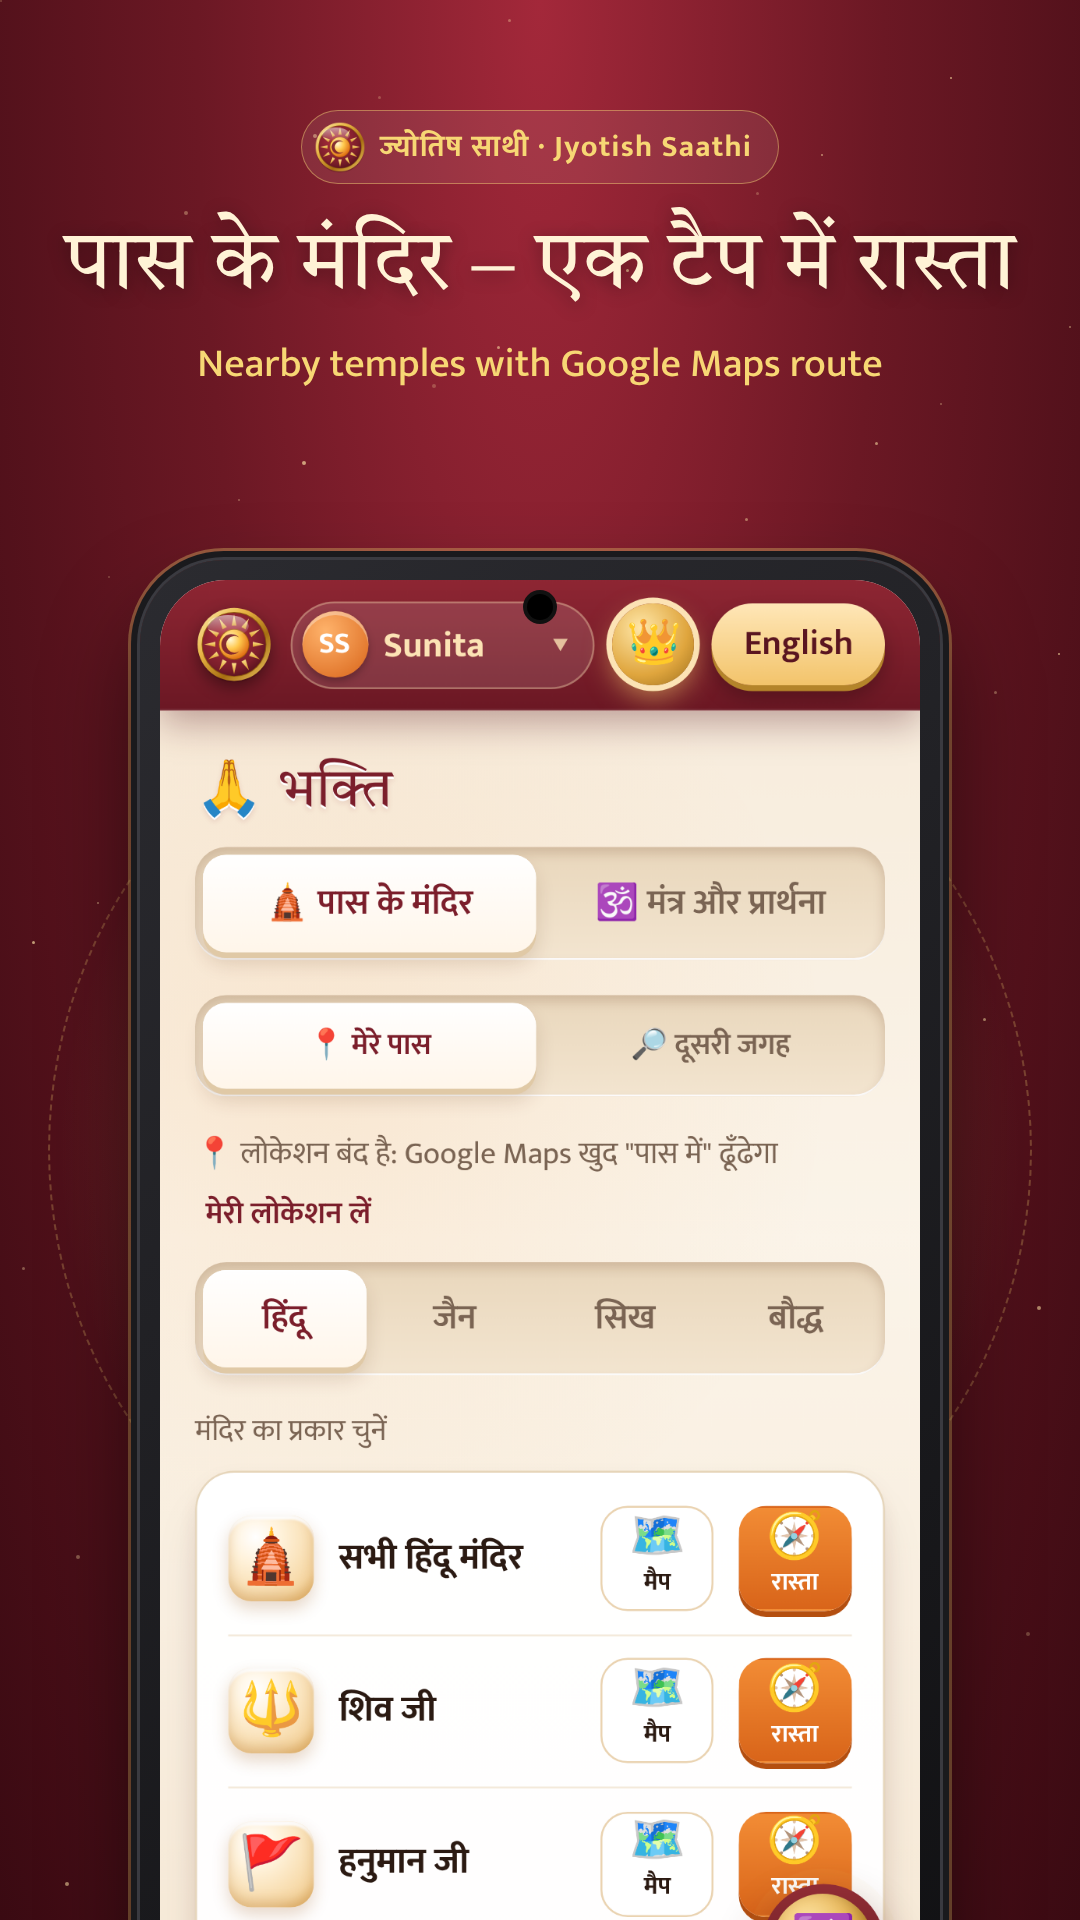 ज्योतिष साथी · Jyotish Saathi
पास के मंदिर – एक टैप में रास्ता
Nearby temples with Google Maps route
SS Sunita ▼ English
भक्ति
पास के मंदिर मंत्र और प्रार्थना
मेरे पास दूसरी जगह
लोकेशन बंद है: Google Maps खुद "पास में" ढूँढेगा
मेरी लोकेशन लें
हिंदू जैन सिख बौद्ध
मंदिर का प्रकार चुनें
सभी हिंदू मंदिर मैप रास्ता
शिव जी मैप रास्ता
हनुमान जी मैप रास्ता